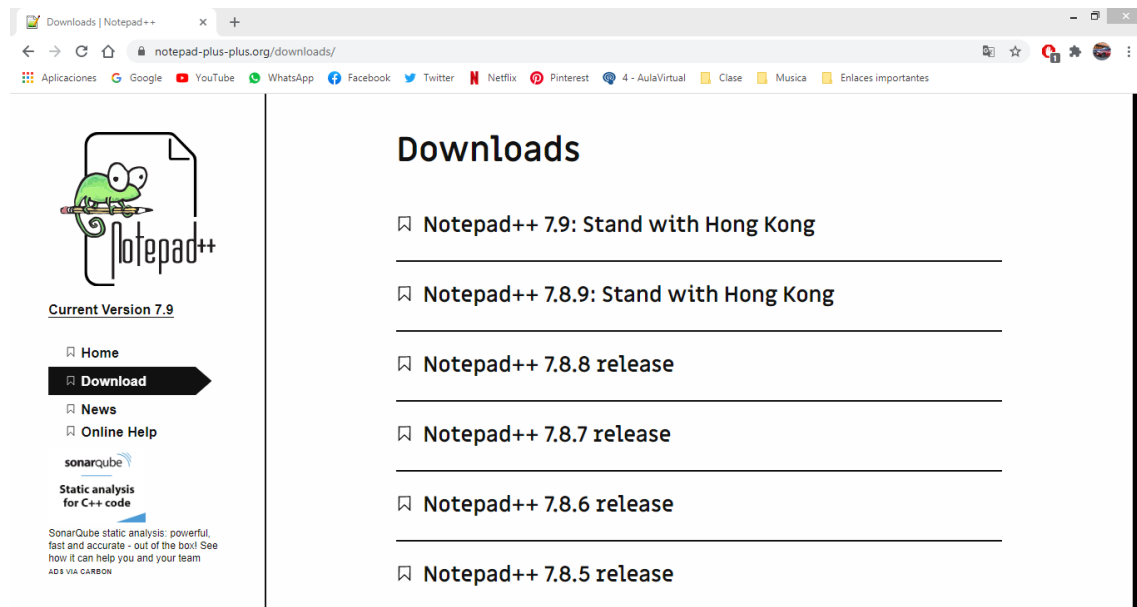 Downloads | Notepad++
notepad-plus-plus.org/downloads/
Aplicaciones Google YouTube WhatsApp Facebook Twitter Netflix Pinterest 4 - AulaVirtual Clase Musica Enlaces importantes
Notepad++
Current Version 7.9
Home
Download
News
Online Help
sonarqube
Static analysis
for C++ code
SonarQube static analysis: powerful,
fast and accurate - out of the box! See
how it can help you and your team
ADS VIA CARBON
Downloads
Notepad++ 7.9: Stand with Hong Kong
Notepad++ 7.8.9: Stand with Hong Kong
Notepad++ 7.8.8 release
Notepad++ 7.8.7 release
Notepad++ 7.8.6 release
Notepad++ 7.8.5 release